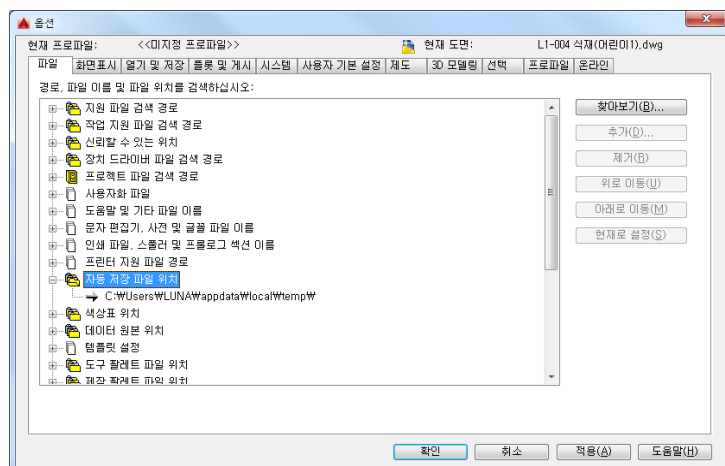 옵션
현재 프로파일: <<미지정 프로파일>> 현재 도면: L1-004 식재(어린이1).dwg
파일 화면표시 열기 및 저장 플롯 및 게시 시스템 사용자 기본 설정 제도 3D 모델링 선택 프로파일 온라인
경로, 파일 이름 및 파일 위치를 검색하십시오:
지원 파일 검색 경로
작업 지원 파일 검색 경로
신뢰할 수 있는 위치
장치 드라이버 파일 검색 경로
프로젝트 파일 검색 경로
사용자화 파일
도움말 및 기타 파일 이름
문자 편집기, 사전 및 글꼴 파일 이름
인쇄 파일, 스풀러 및 프롤로그 섹션 이름
프린터 지원 파일 경로
자동 저장 파일 위치
C:₩Users₩LUNA₩appdata₩local₩temp₩
색상표 위치
데이터 원본 위치
템플릿 설정
도구 팔레트 파일 위치
제작 팔레트 파일 위치
찾아보기(B)...
추가(D)...
제거(R)
위로 이동(U)
아래로 이동(M)
현재로 설정(S)
확인 취소 적용(A) 도움말(H)